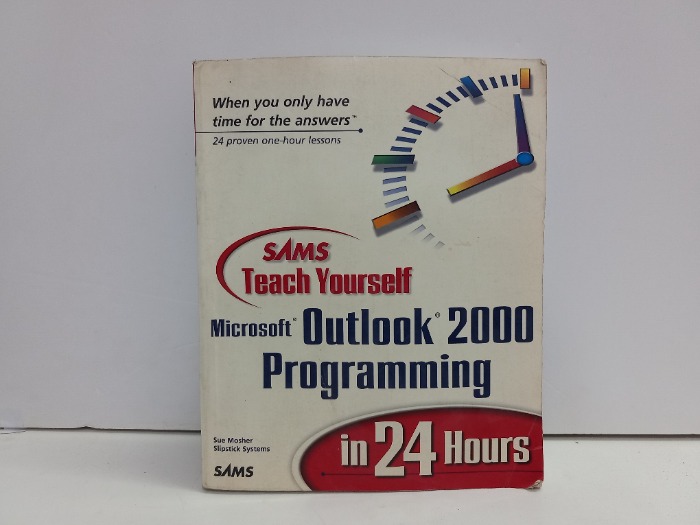 When you only have
time for the answers™
24 proven one-hour lessons
SAMS
Teach Yourself
Microsoft® Outlook® 2000
Programming
in 24 Hours
Sue Mosher
Slipstick Systems
SAMS